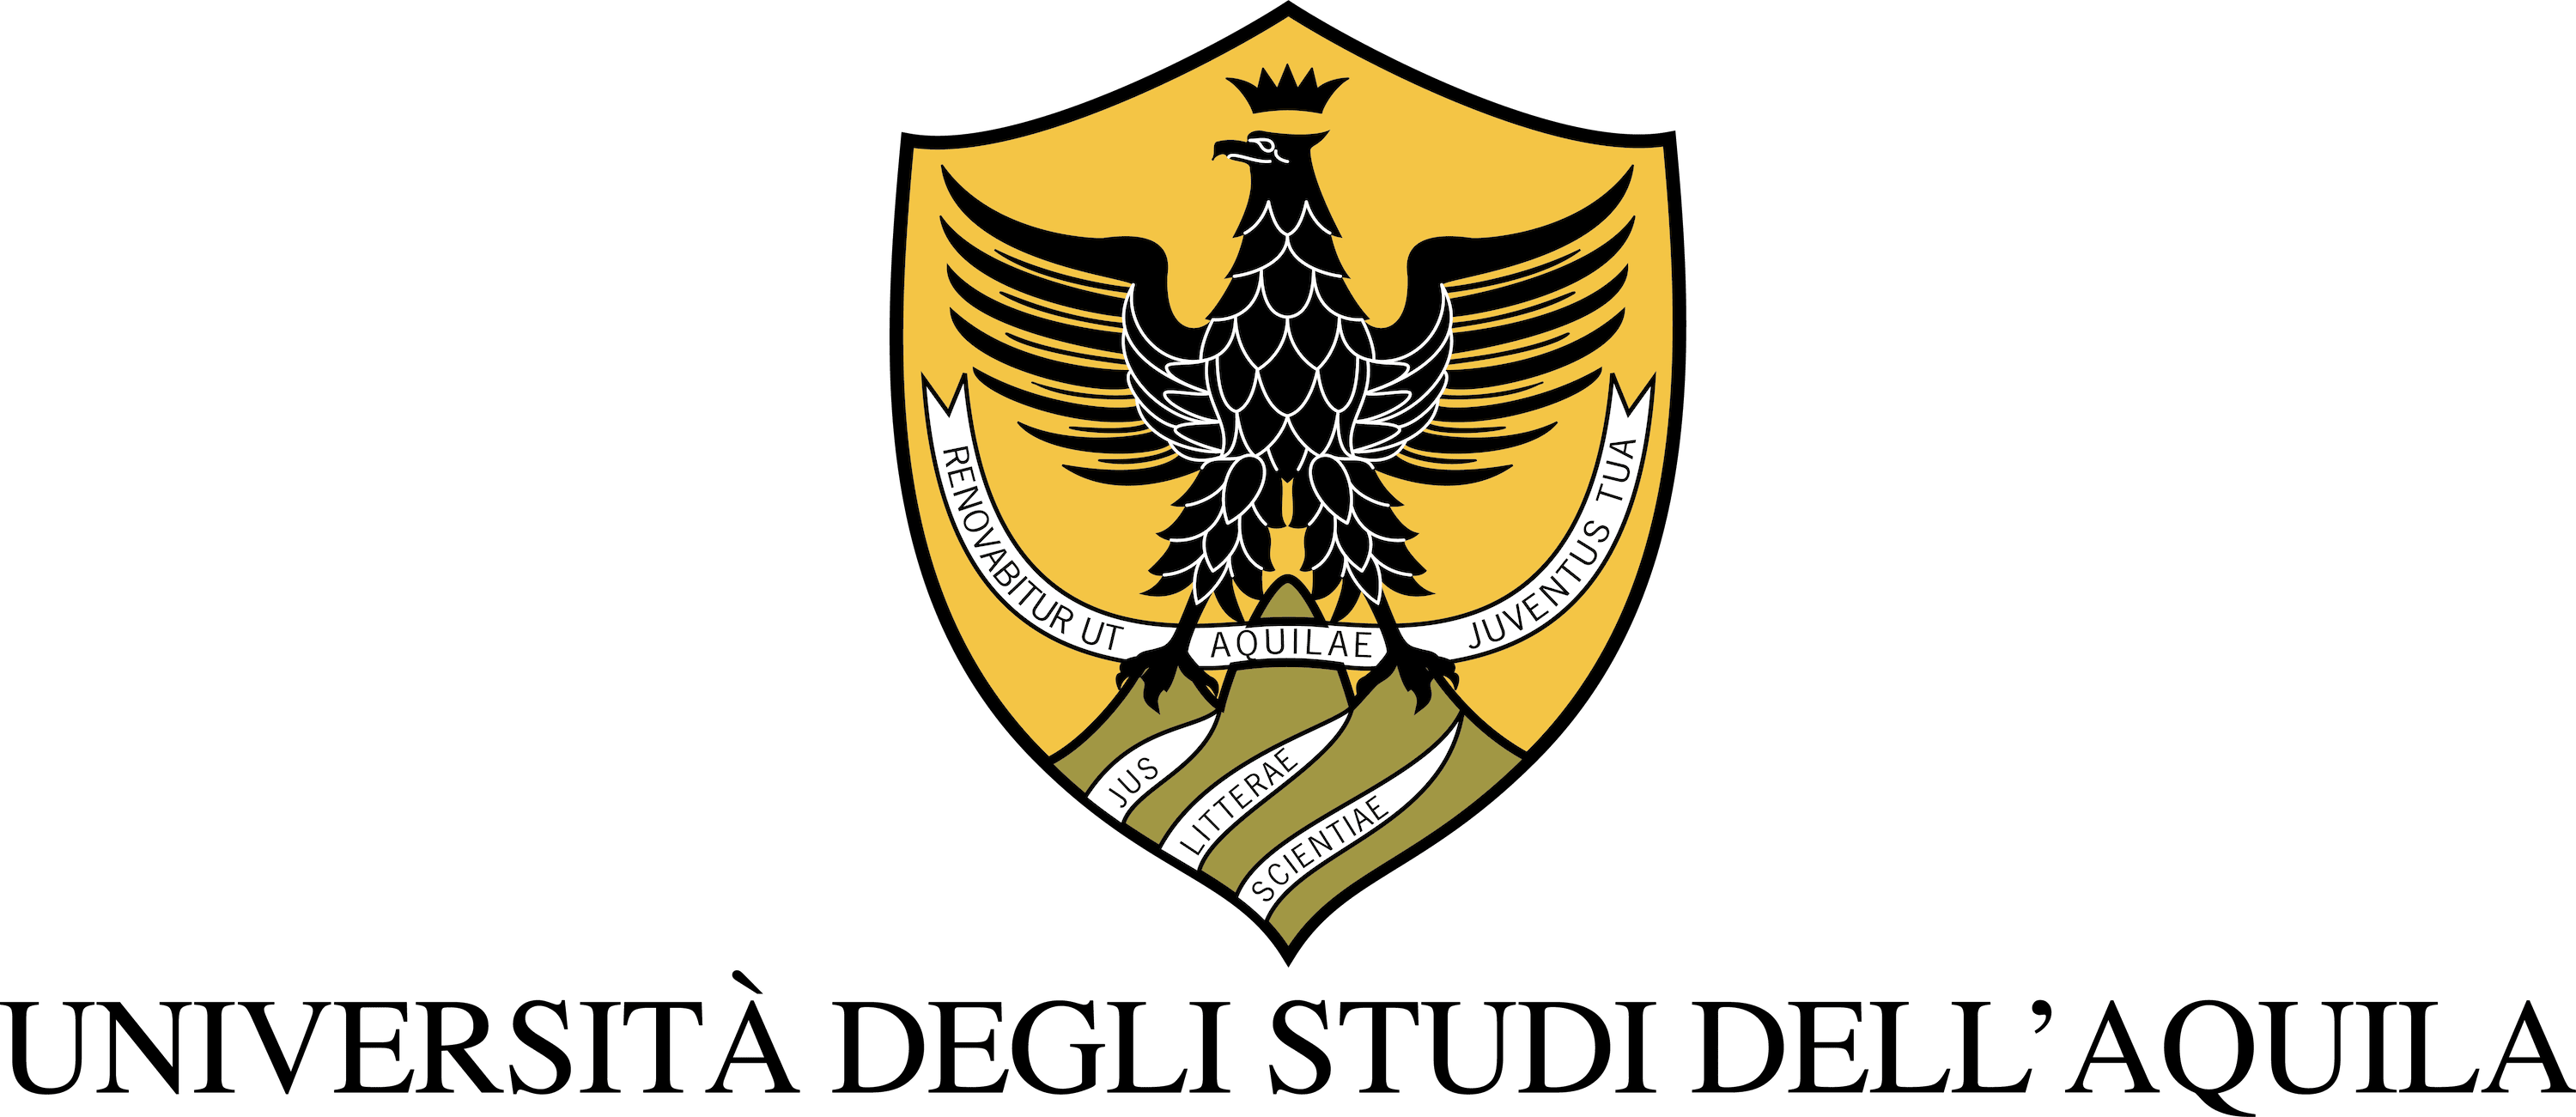 RENOVABITUR UT AQUILAE JUVENTUS TUA
JUS
LITTERAE
SCIENTIAE
UNIVERSITÀ DEGLI STUDI DELL’AQUILA